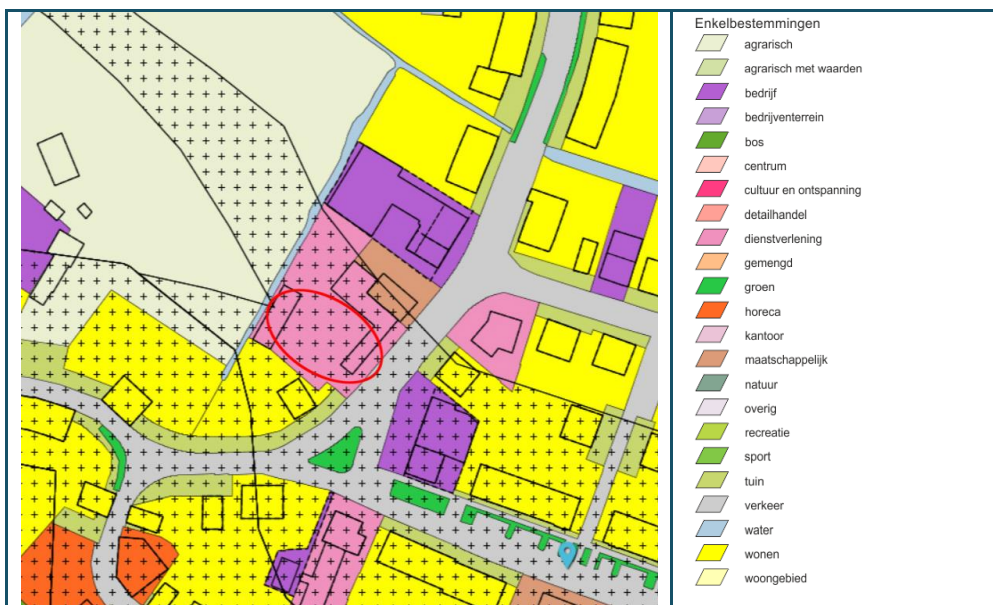 Enkelbestemmingen
agrarisch
agrarisch met waarden
bedrijf
bedrijventerrein
bos
centrum
cultuur en ontspanning
detailhandel
dienstverlening
gemengd
groen
horeca
kantoor
maatschappelijk
natuur
overig
recreatie
sport
tuin
verkeer
water
wonen
woongebied